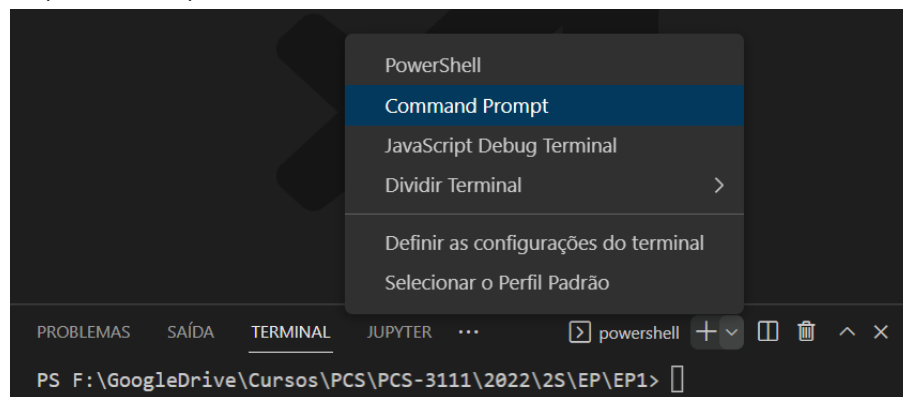 PowerShell
Command Prompt
JavaScript Debug Terminal
Dividir Terminal
Definir as configurações do terminal
Selecionar o Perfil Padrão
PROBLEMAS SAÍDA TERMINAL JUPYTER ... powershell
PS F:\GoogleDrive\Cursos\PCS\PCS-3111\2022\2S\EP\EP1>